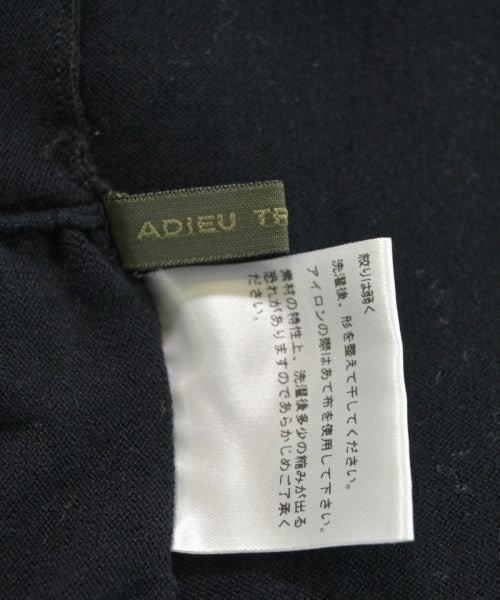 ADIEU TR
絞りは弱く
洗濯後、形を整えて干してください。
アイロンの際はあて布を使用して下さい。
素材の特性上、洗濯後多少の縮みが出る
恐れがありますのであらかじめご了承く
ださい。